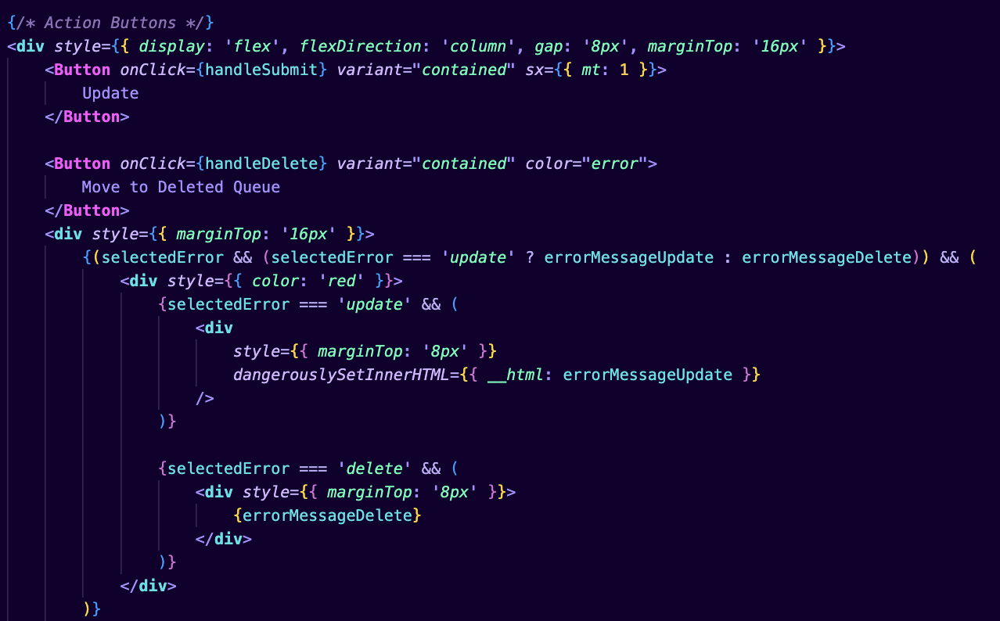 {/* Action Buttons */}
<div style={{ display: 'flex', flexDirection: 'column', gap: '8px', marginTop: '16px' }}>
    <Button onClick={handleSubmit} variant="contained" sx={{ mt: 1 }}>
        Update
    </Button>

    <Button onClick={handleDelete} variant="contained" color="error">
        Move to Deleted Queue
    </Button>
    <div style={{ marginTop: '16px' }}>
        {(selectedError && (selectedError === 'update' ? errorMessageUpdate : errorMessageDelete)) && (
            <div style={{ color: 'red' }}>
                {selectedError === 'update' && (
                    <div
                        style={{ marginTop: '8px' }}
                        dangerouslySetInnerHTML={{ __html: errorMessageUpdate }}
                    />
                )}

                {selectedError === 'delete' && (
                    <div style={{ marginTop: '8px' }}>
                        {errorMessageDelete}
                    </div>
                )}
            </div>
        )}